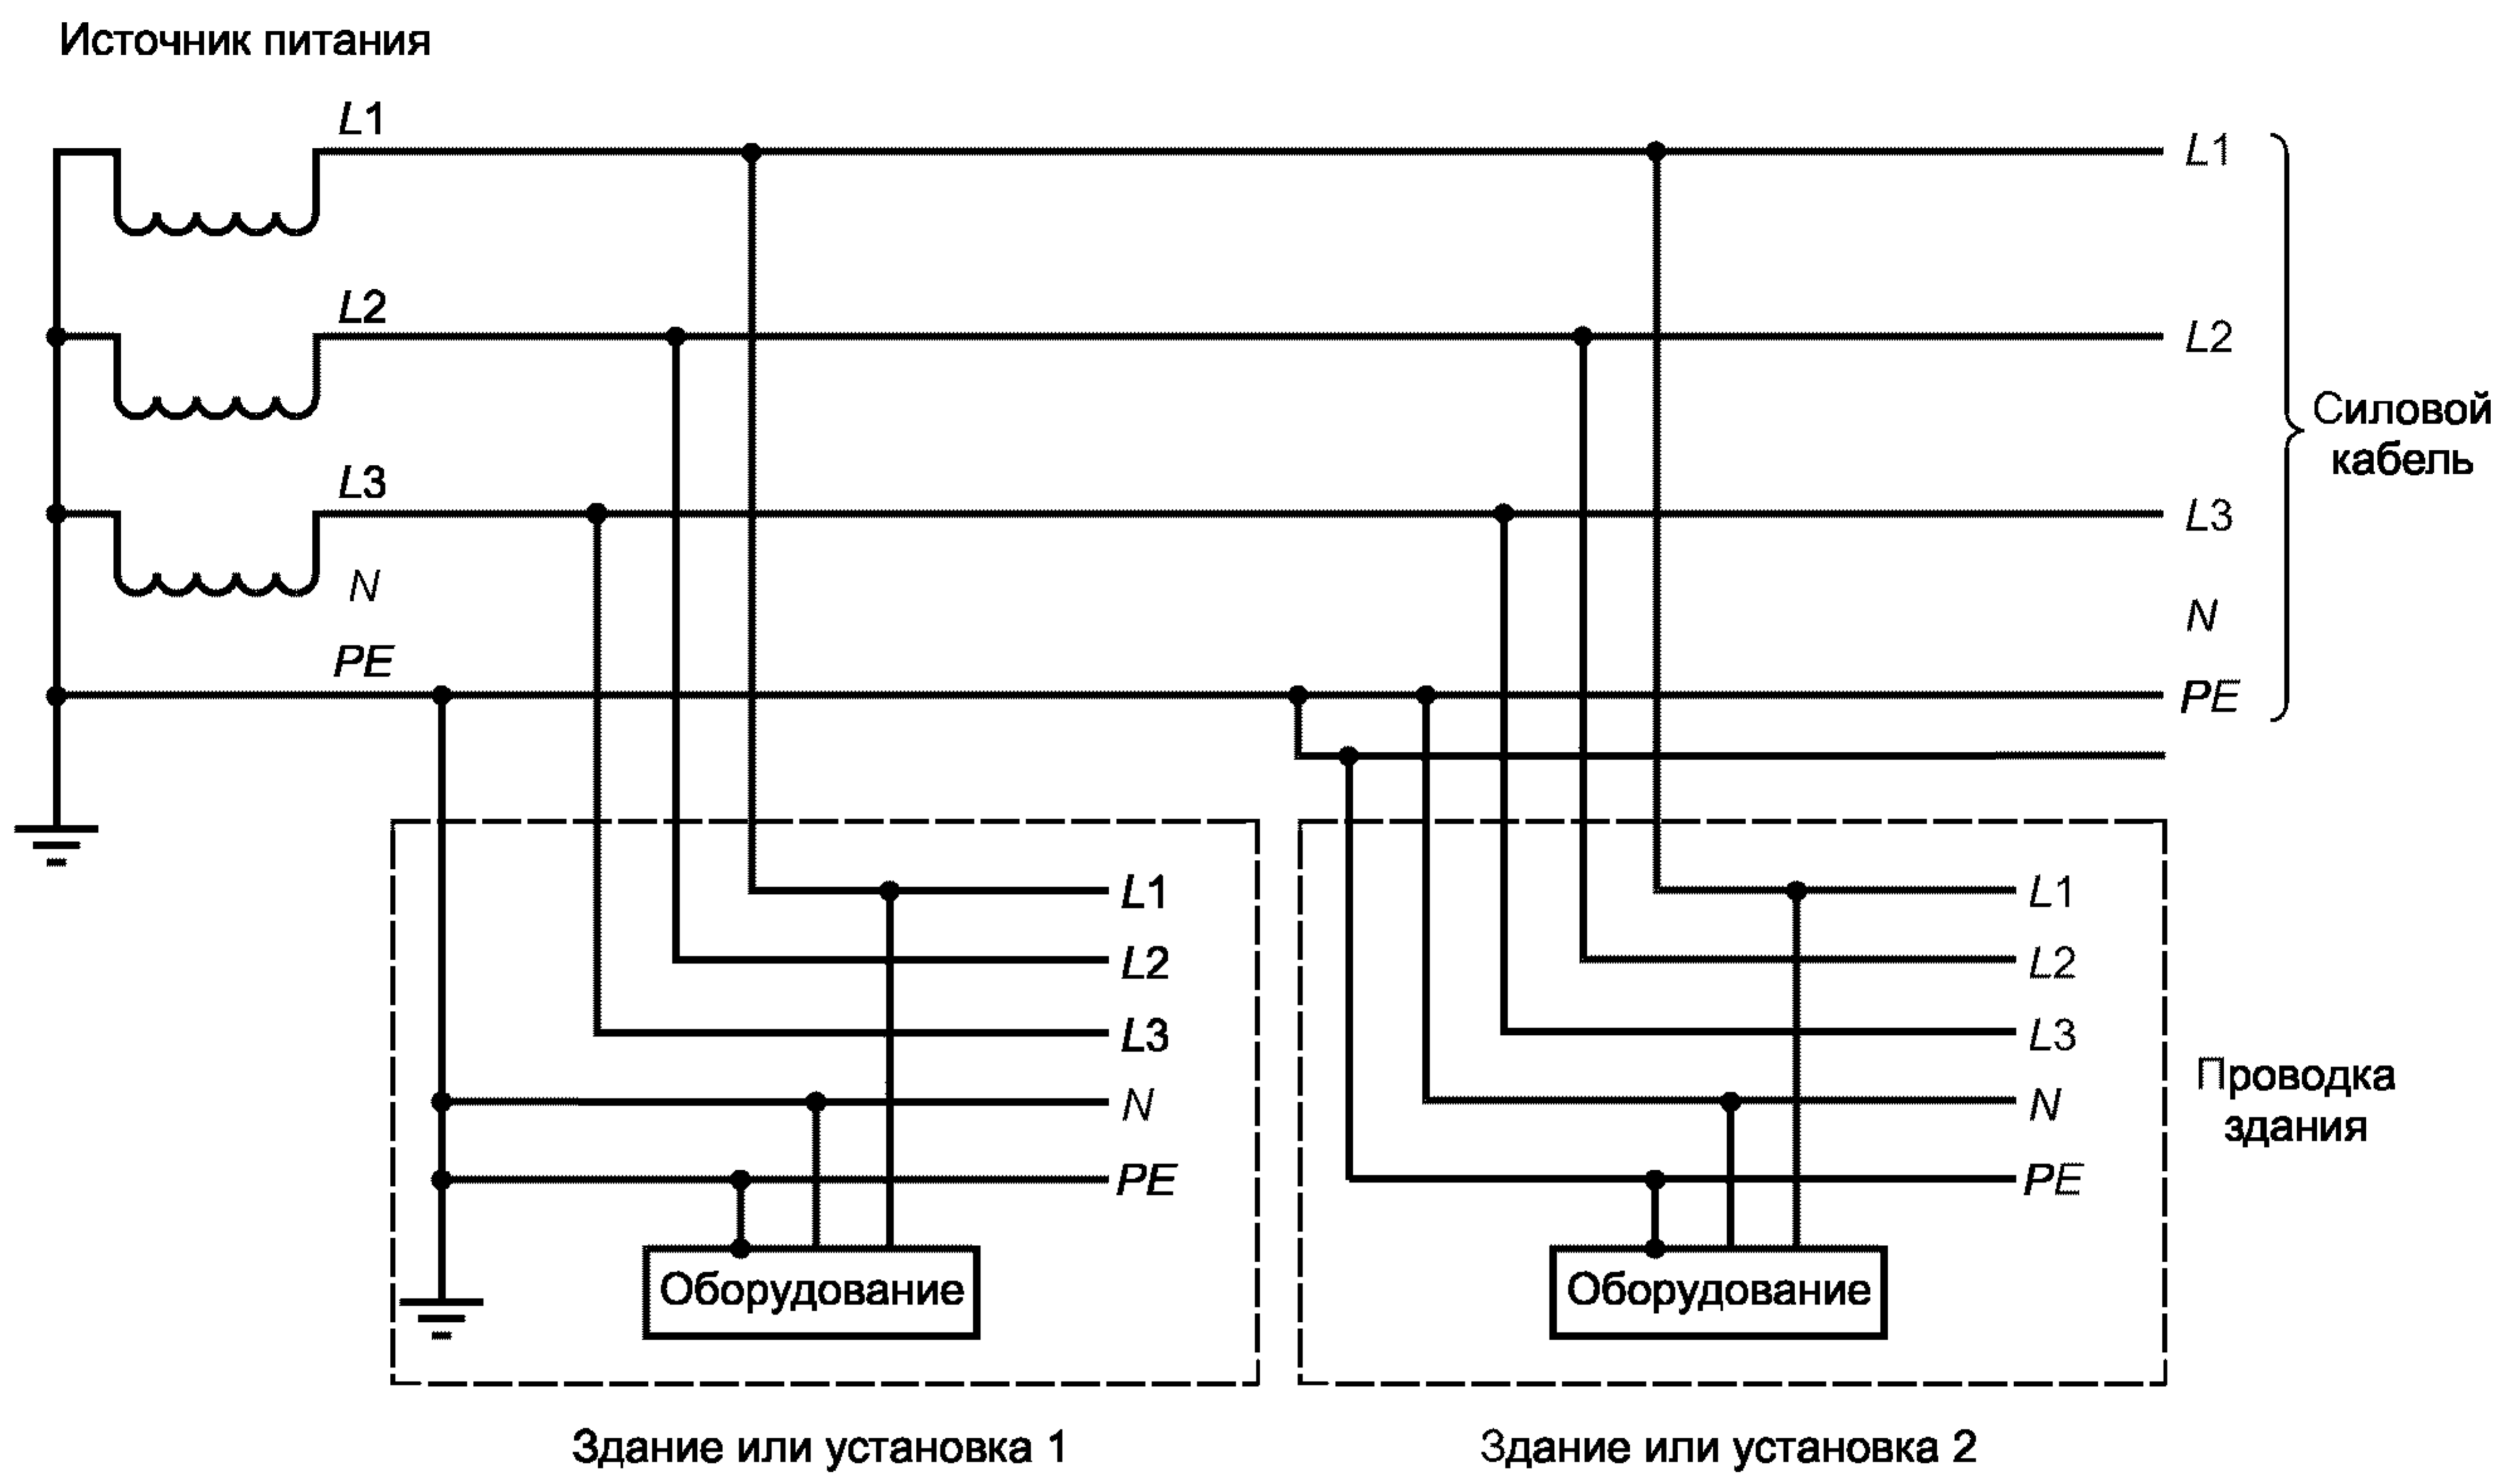 Источник питания
L1
L1
L2
L2
Силовой
кабель
L3
L3
N
N
PE
PE
L1
L1
L2
L2
L3
L3
Проводка
здания
N
N
PE
PE
Оборудование
Оборудование
Здание или установка 1
Здание или установка 2